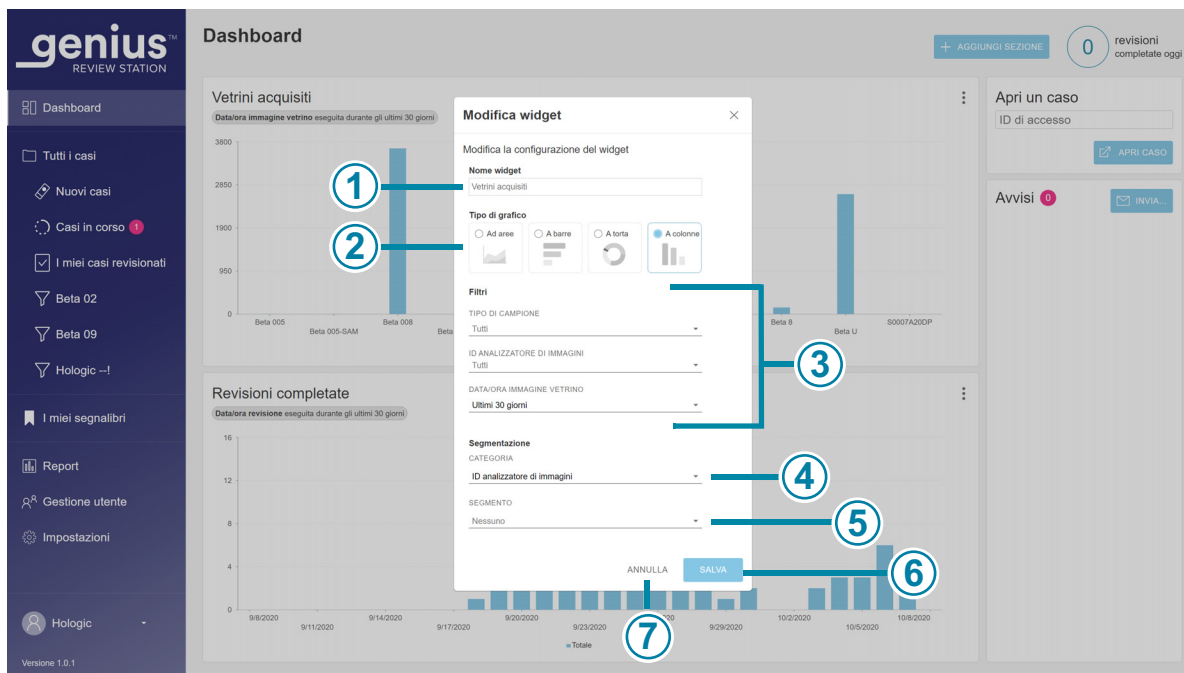 genius™
REVIEW STATION
Dashboard
Tutti i casi
Nuovi casi
Casi in corso 1
I miei casi revisionati
Beta 02
Beta 09
Hologic --!
I miei segnalibri
Report
Gestione utente
Impostazioni
Hologic
Versione 1.0.1
Dashboard
+ AGGIUNGI SEZIONE
0
revisioni
completate oggi
Vetrini acquisiti
Data/ora immagine vetrino eseguita durante gli ultimi 30 giorni
3800
2850
1900
950
0
Beta 005
Beta 005-SAM
Beta 008
Beta
Beta 8
Beta U
S0007A20DP
Revisioni completate
Data/ora revisione eseguita durante gli ultimi 30 giorni
16
12
8
4
0
9/8/2020
9/11/2020
9/14/2020
9/17/2020
9/20/2020
9/23/2020
20
9/29/2020
10/2/2020
10/5/2020
10/8/2020
Totale
Apri un caso
ID di accesso
APRI CASO
Avvisi 0
INVIA...
Modifica widget
Modifica la configurazione del widget
Nome widget
Vetrini acquisiti
Tipo di grafico
Ad aree
A barre
A torta
A colonne
Filtri
TIPO DI CAMPIONE
Tutti
ID ANALIZZATORE DI IMMAGINI
Tutti
DATA/ORA IMMAGINE VETRINO
Ultimi 30 giorni
Segmentazione
CATEGORIA
ID analizzatore di immagini
SEGMENTO
Nessuno
ANNULLA
SALVA
1
2
3
4
5
6
7